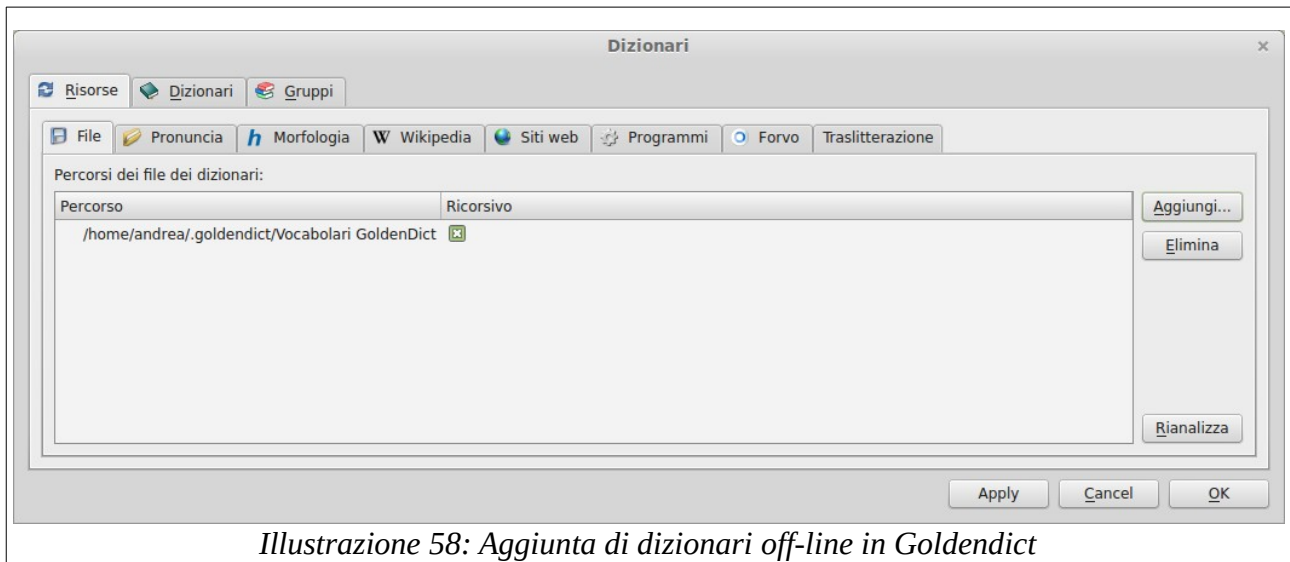 Dizionari
Risorse Dizionari Gruppi
File Pronuncia Morfologia Wikipedia Siti web Programmi Forvo Traslitterazione
Percorsi dei file dei dizionari:
Percorso Ricorsivo Aggiungi...
/home/andrea/.goldendict/Vocabolari GoldenDict
Elimina
Rianalizza
Apply Cancel OK
Illustrazione 58: Aggiunta di dizionari off-line in Goldendict